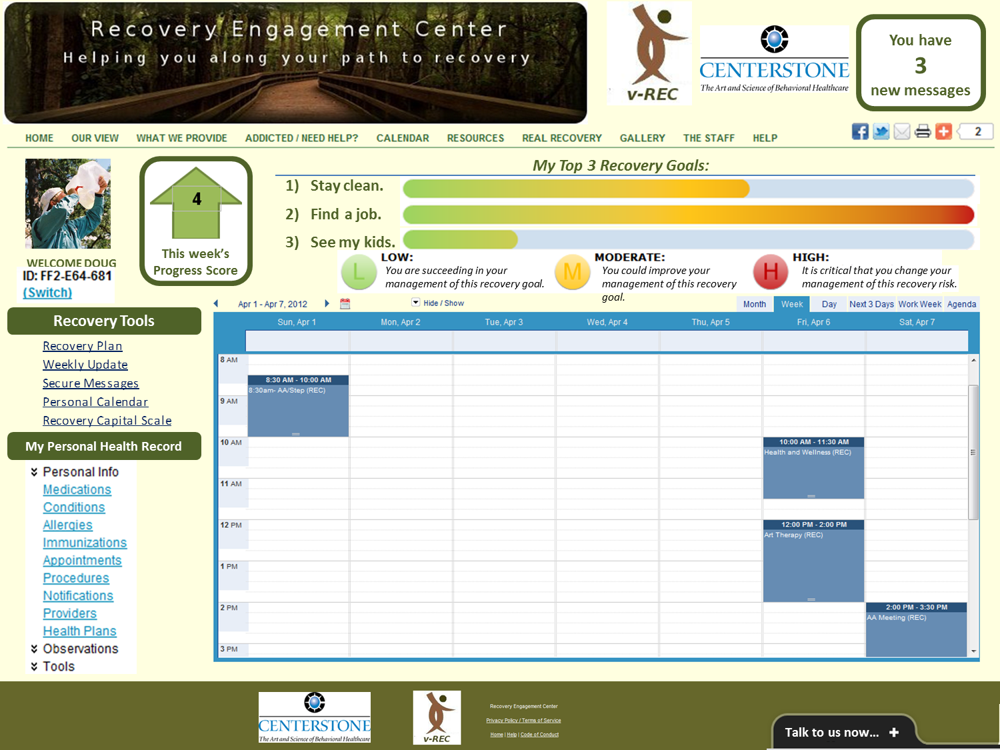 Recovery Engagement Center
Helping you along your path to recovery
v-REC
CENTERSTONE
The Art and Science of Behavioral Healthcare
You have
3
new messages
HOME OUR VIEW WHAT WE PROVIDE ADDICTED / NEED HELP? CALENDAR RESOURCES REAL RECOVERY GALLERY THE STAFF HELP
2
WELCOME DOUG
ID: FF2-E64-681
(Switch)
4
This week's
Progress Score
My Top 3 Recovery Goals:
1) Stay clean.
2) Find a job.
3) See my kids.
L
LOW:
You are succeeding in your
management of this recovery goal.
M
MODERATE:
You could improve your
management of this recovery
goal.
H
HIGH:
It is critical that you change your
management of this recovery risk.
Recovery Tools
Recovery Plan
Weekly Update
Secure Messages
Personal Calendar
Recovery Capital Scale
My Personal Health Record
Personal Info
Medications
Conditions
Allergies
Immunizations
Appointments
Procedures
Notifications
Providers
Health Plans
Observations
Tools
Apr 1 - Apr 7, 2012
Hide / Show
Month Week Day Next 3 Days Work Week Agenda
Sun, Apr 1 Mon, Apr 2 Tue, Apr 3 Wed, Apr 4 Thu, Apr 5 Fri, Apr 6 Sat, Apr 7
8 AM
8:30 AM - 10:00 AM
8:30am- AA/Step (REC)
9 AM
10 AM
10:00 AM - 11:30 AM
Health and Wellness (REC)
11 AM
12 PM
12:00 PM - 2:00 PM
Art Therapy (REC)
1 PM
2 PM
2:00 PM - 3:30 PM
AA Meeting (REC)
3 PM
CENTERSTONE
The Art and Science of Behavioral Healthcare
v-REC
Recovery Engagement Center
Privacy Policy / Terms of Service
Home | Help | Code of Conduct
Talk to us now...